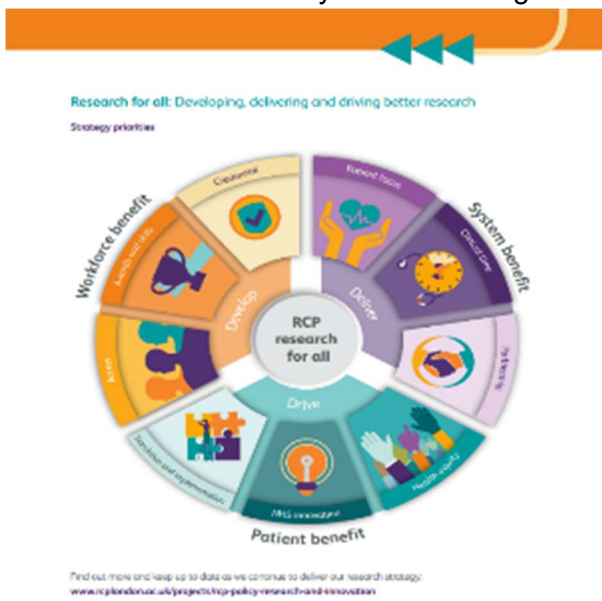 Research for all: Developing, delivering and driving better research
Strategy priorities
Workforce benefit
System benefit
Patient benefit
Patient focus
Partnership
Health equity
NHS innovation
Access
Develop
Deliver
Drive
RCP
research
for all
Find out more and keep up to date as we continue to deliver our research strategy:
www.rcplondon.ac.uk/projects/rcp-policy-research-and-innovation